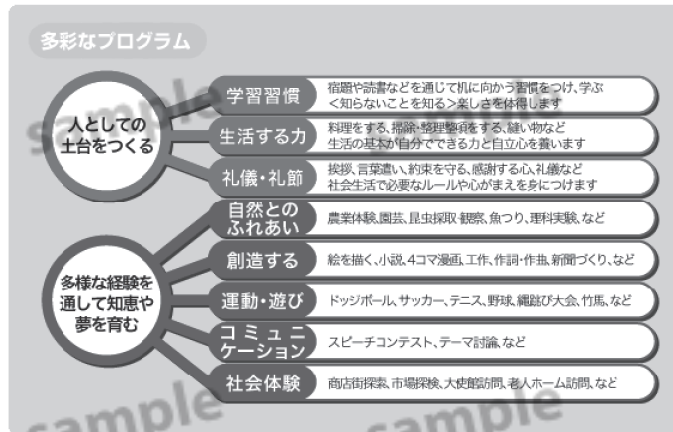 多彩なプログラム
人としての
土台をつくる
学習習慣
宿題や読書などを通じて机に向かう習慣をつけ、学ぶ
<知らないことを知る>楽しさを体得します
生活する力
料理をする、掃除・整理整頓をする、縫い物など
生活の基本が自分でできる力と自立心を養います
礼儀・礼節
挨拶、言葉遣い、約束を守る、感謝する心、礼儀など
社会生活で必要なルールや心がまえを身につけます
多様な経験を
通して知恵や
夢を育む
自然との
ふれあい
農業体験、園芸、昆虫採取・観察、魚つり、理科実験、など
創造する
絵を描く、小説、4コマ漫画、工作、作詞・作曲、新聞づくり、など
運動・遊び
ドッジボール、サッカー、テニス、野球、縄跳び大会、竹馬、など
コミュニ
ケーション
スピーチコンテスト、テーマ討論、など
社会体験
商店街探索、市場探検、大使館訪問、老人ホーム訪問、など
sample
sample
sample
sample